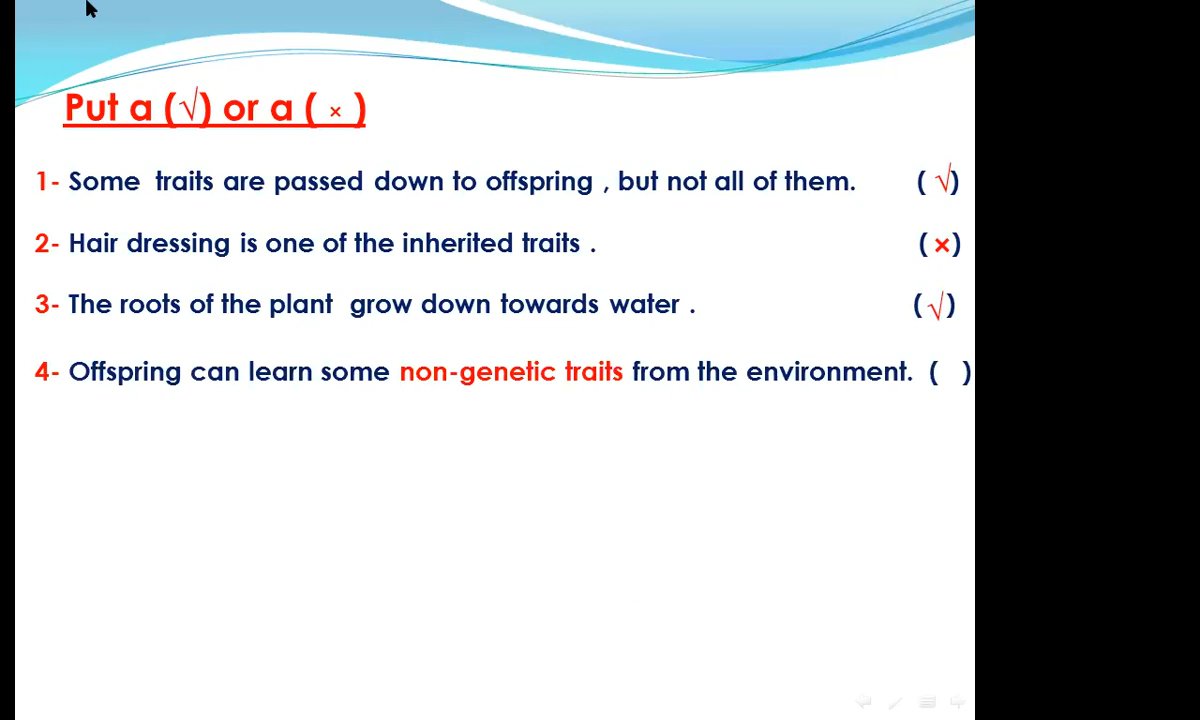 Put a (√) or a ( × )
1- Some traits are passed down to offspring , but not all of them. ( √)
2- Hair dressing is one of the inherited traits . ( ×)
3- The roots of the plant grow down towards water . ( √)
4- Offspring can learn some non-genetic traits from the environment. ( )